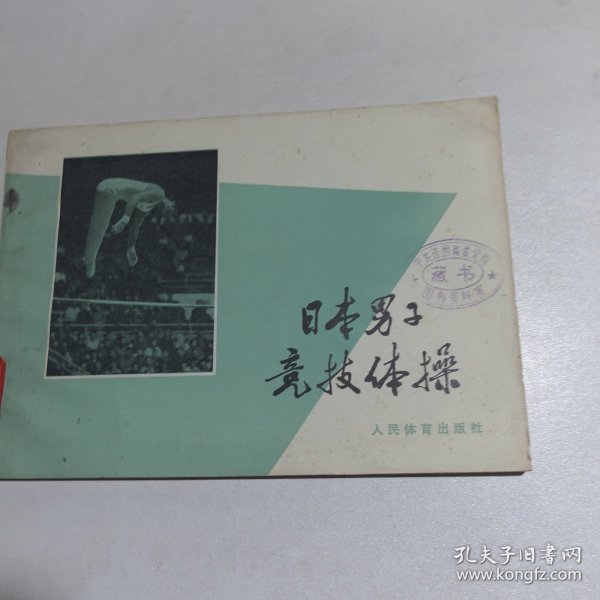 藏书
日本男子
竞技体操
人民体育出版社
孔夫子旧书网
www.kongfz.com